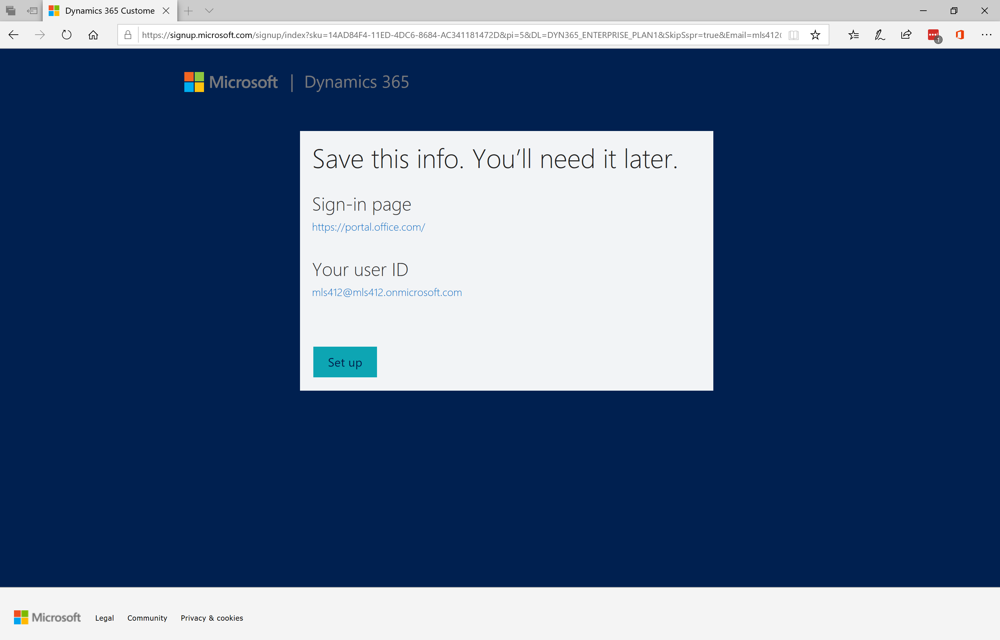 Dynamics 365 Custome
https://signup.microsoft.com/signup/index?sku=14AD84F4-11ED-4DC6-8684-AC341181472D&pi=5&DL=DYN365_ENTERPRISE_PLAN1&SkipSspr=true&Email=mls412
1
Microsoft | Dynamics 365
Save this info. You’ll need it later.
Sign-in page
https://portal.office.com/
Your user ID
mls412@mls412.onmicrosoft.com
Set up
Microsoft Legal Community Privacy & cookies